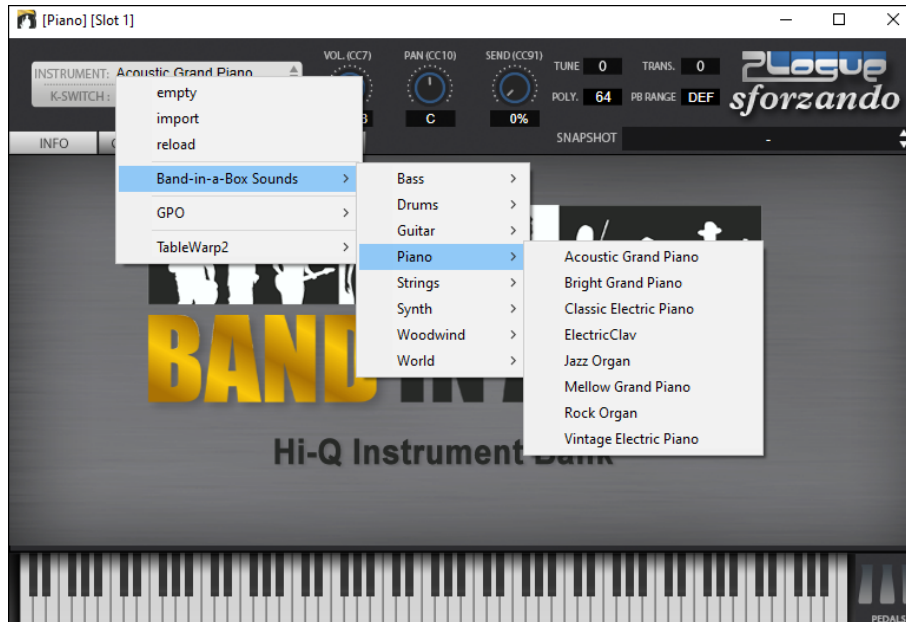 [Piano] [Slot 1]
INSTRUMENT: Acoustic Grand Piano
K-SWITCH :
VOL. (CC7)
PAN (CC10)
C
SEND (CC91)
0%
TUNE 0 TRANS. 0
POLY. 64 PB RANGE DEF
SNAPSHOT -
Plogue
sforzando
INFO
empty
import
reload
Band-in-a-Box Sounds
GPO
TableWarp2
Bass
Drums
Guitar
Piano
Strings
Synth
Woodwind
World
Acoustic Grand Piano
Bright Grand Piano
Classic Electric Piano
ElectricClav
Jazz Organ
Mellow Grand Piano
Rock Organ
Vintage Electric Piano
BAND IN A
Hi-Q Instrument Bank
PEDALS